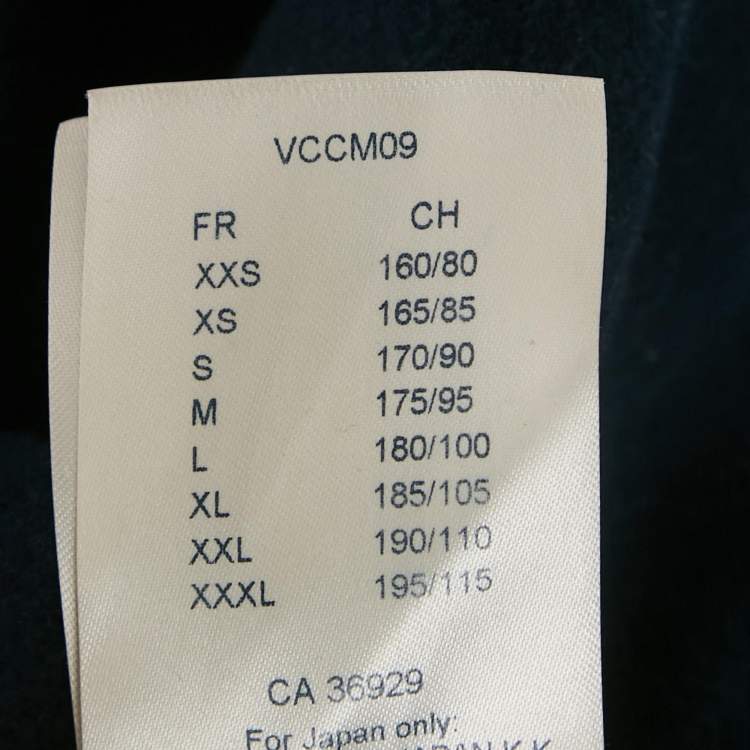 VCCM09
FR CH
XXS 160/80
XS 165/85
S 170/90
M 175/95
L 180/100
XL 185/105
XXL 190/110
XXXL 195/115
CA 36929
For Japan only:
JAPAN K.K.